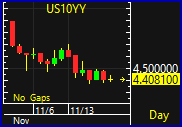 US10YY
4.500000
4.408100
No Gaps
11/6 11/13
Nov
Day